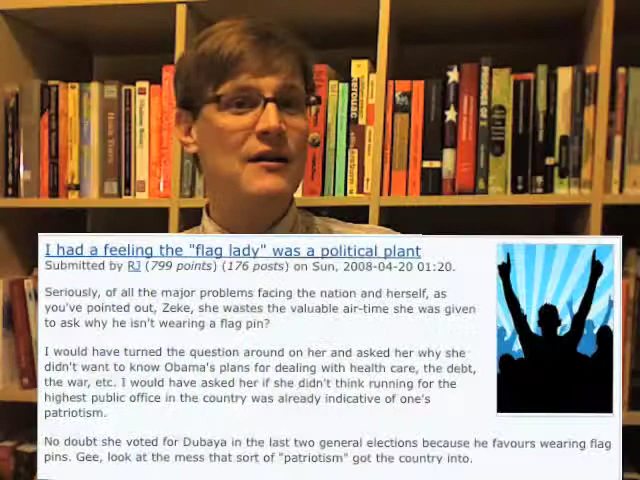 I had a feeling the "flag lady" was a political plant
Submitted by RJ (799 points) (176 posts) on Sun, 2008-04-20 01:20.
Seriously, of all the major problems facing the nation and herself, as
you've pointed out, Zeke, she wastes the valuable air-time she was given
to ask why he isn't wearing a flag pin?
I would have turned the question around on her and asked her why she
didn't want to know Obama's plans for dealing with health care, the debt,
the war, etc. I would have asked her if she didn't think running for the
highest public office in the country was already indicative of one's
patriotism.
No doubt she voted for Dubaya in the last two general elections because he favours wearing flag
pins. Gee, look at the mess that sort of "patriotism" got the country into.